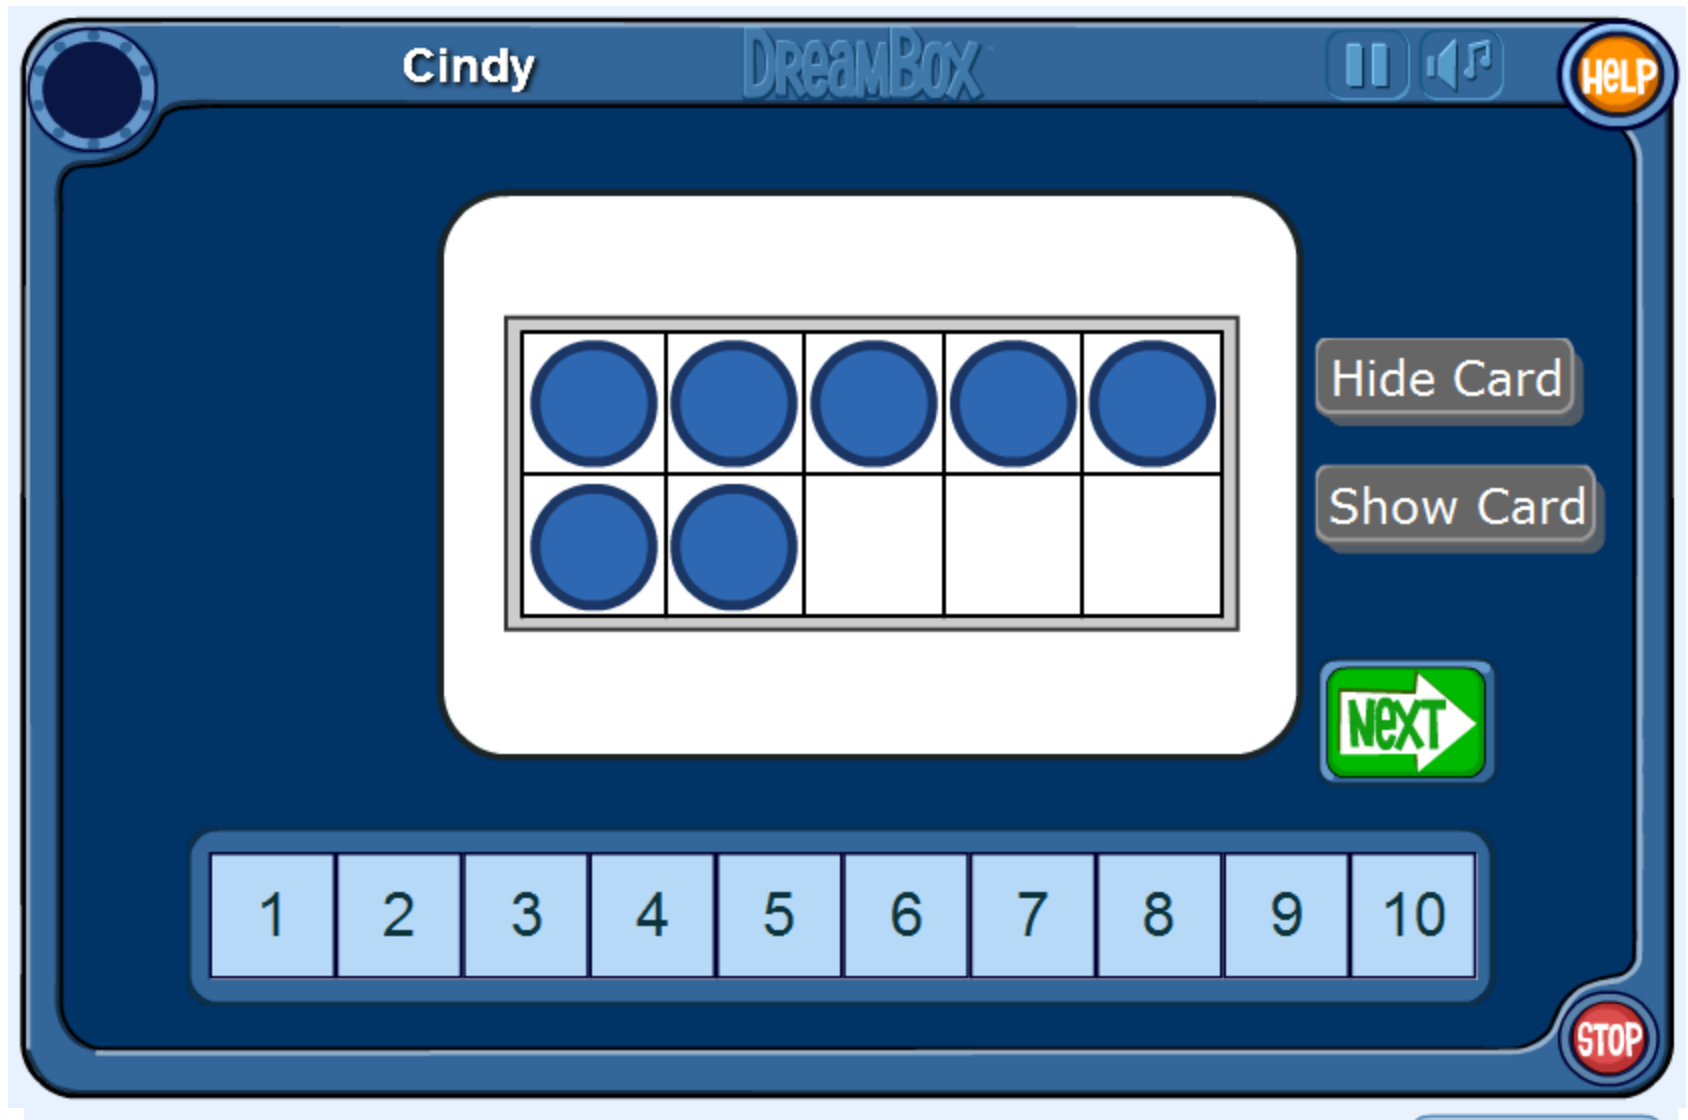 Cindy
DREAMBOX
HELP
Hide Card
Show Card
NEXT
1 2 3 4 5 6 7 8 9 10
STOP